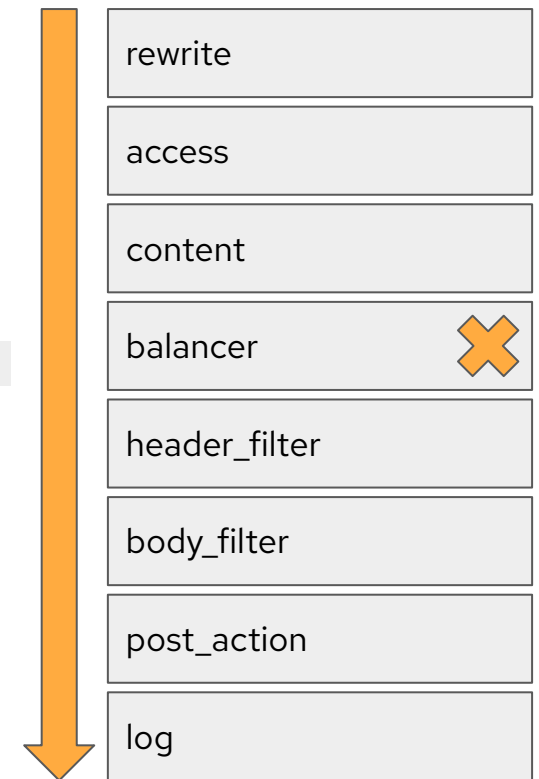 rewrite
access
content
balancer
header_filter
body_filter
post_action
log